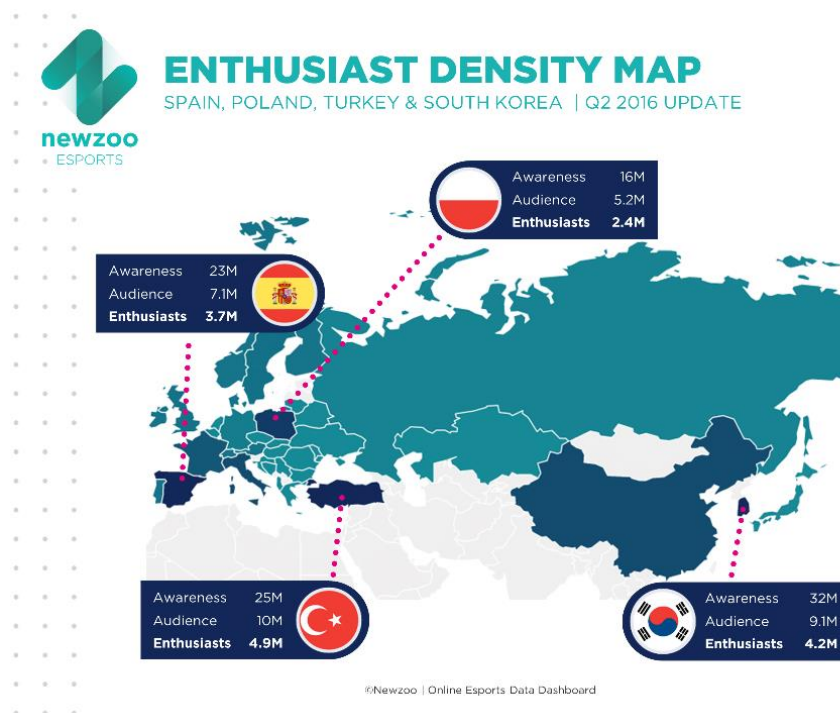 ENTHUSIAST DENSITY MAP
SPAIN, POLAND, TURKEY & SOUTH KOREA | Q2 2016 UPDATE
newzoo
ESPORTS
Awareness 16M
Audience 5.2M
Enthusiasts 2.4M
Awareness 23M
Audience 7.1M
Enthusiasts 3.7M
Awareness 25M
Audience 10M
Enthusiasts 4.9M
Awareness 32M
Audience 9.1M
Enthusiasts 4.2M
©Newzoo | Online Esports Data Dashboard